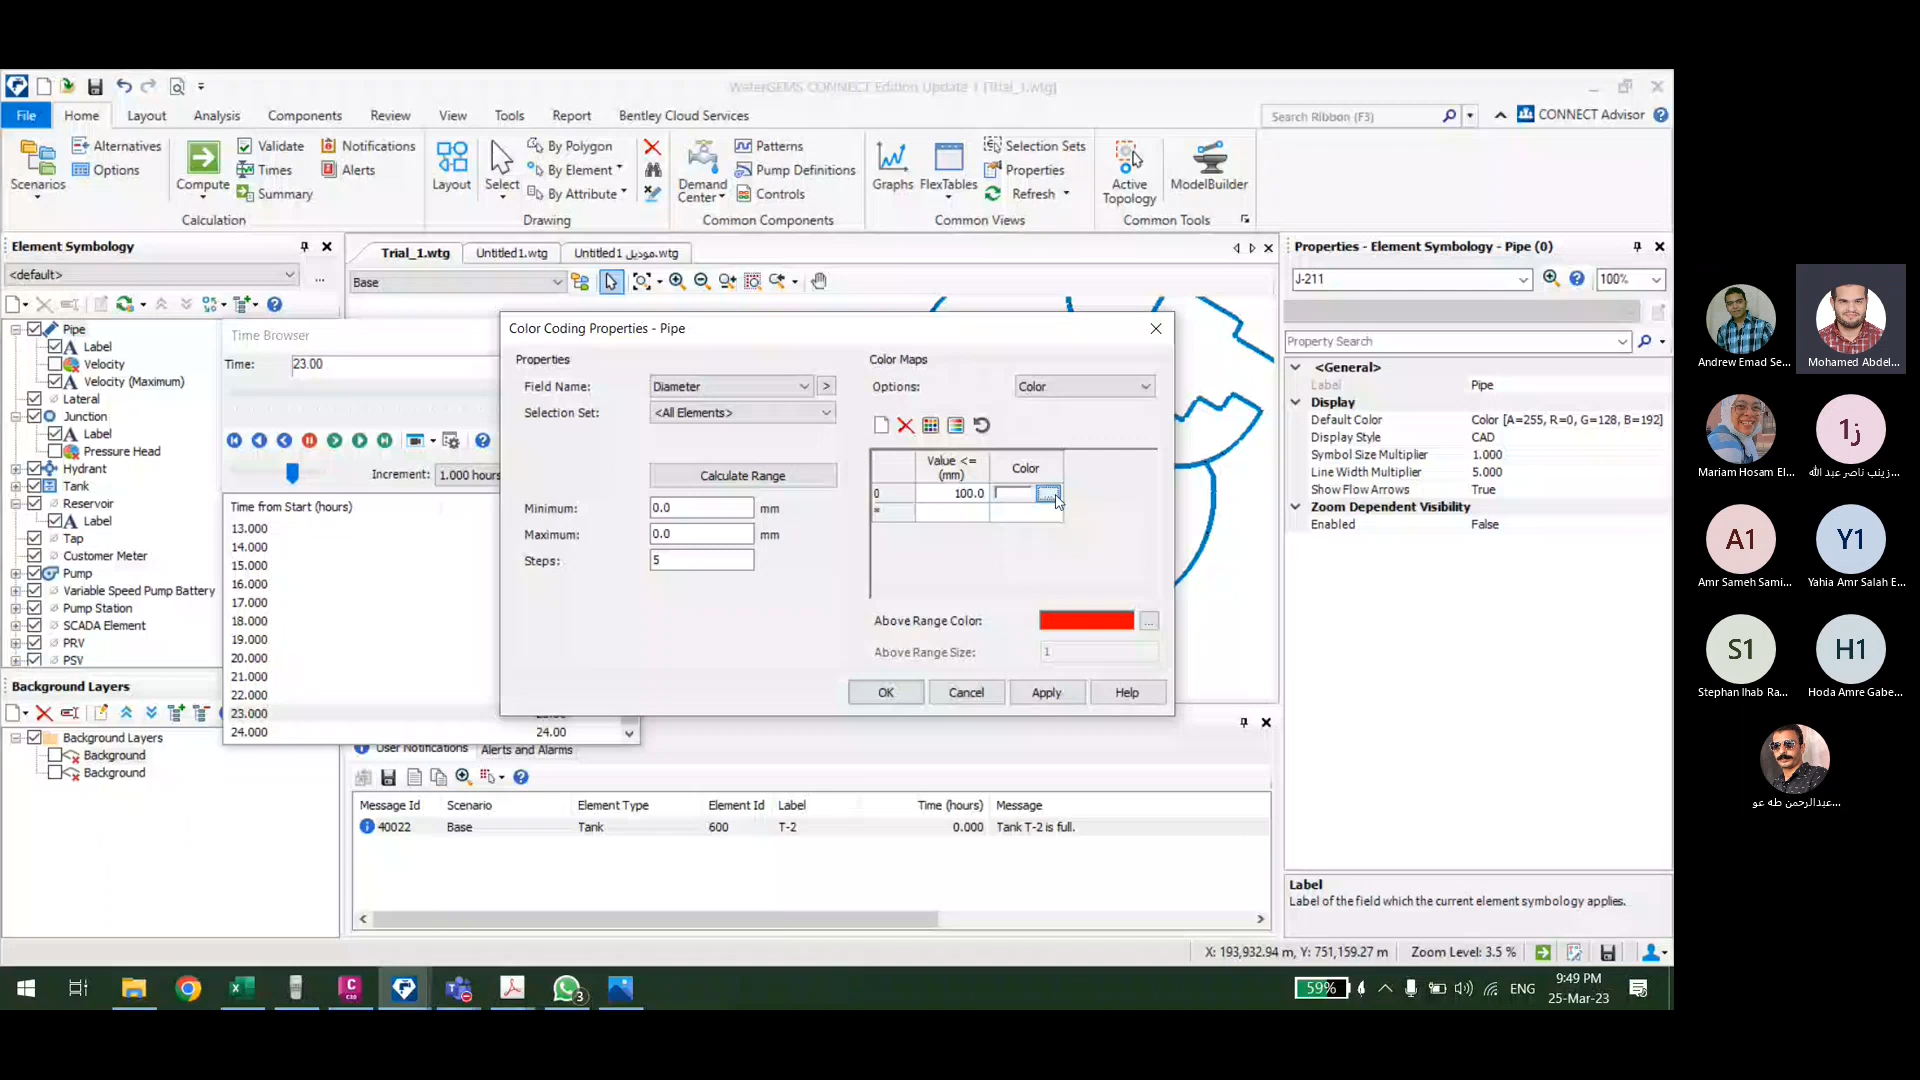 WaterGEMS CONNECT Edition Update 1 [Trial_1.wtg]
File Home Layout Analysis Components Review View Tools Report Bentley Cloud Services
Search Ribbon (F3)
CONNECT Advisor
Scenarios
Alternatives
Options
Compute
Validate
Times
Summary
Notifications
Alerts
Calculation
Layout
Select
By Polygon
By Element
By Attribute
Drawing
Demand Center
Patterns
Pump Definitions
Controls
Common Components
Graphs
FlexTables
Selection Sets
Properties
Refresh
Common Views
Active Topology
ModelBuilder
Common Tools
Element Symbology
<default>
Pipe
Label
Velocity
Velocity (Maximum)
Lateral
Junction
Label
Pressure Head
Hydrant
Tank
Reservoir
Label
Tap
Customer Meter
Pump
Variable Speed Pump Battery
Pump Station
SCADA Element
PRV
PSV
Background Layers
Background Layers
Background
Background
Trial_1.wtg
Untitled1.wtg
Untitled1 موديل.wtg
Base
Time Browser
Time: 23.00
Increment: 1.000 hours
Time from Start (hours)
13.000
14.000
15.000
16.000
17.000
18.000
19.000
20.000
21.000
22.000
23.000
24.000 24.00
Color Coding Properties - Pipe
Properties
Field Name: Diameter >
Selection Set: <All Elements>
Calculate Range
Minimum: 0.0 mm
Maximum: 0.0 mm
Steps: 5
Color Maps
Options: Color
Value <= (mm) Color
0 100.0 ...
*
Above Range Color: ...
Above Range Size: 1
OK Cancel Apply Help
User Notifications Alerts and Alarms
Message Id Scenario Element Type Element Id Label Time (hours) Message
40022 Base Tank 600 T-2 0.000 Tank T-2 is full.
Properties - Element Symbology - Pipe (0)
J-211
100%
Property Search
<General>
Label Pipe
Display
Default Color Color [A=255, R=0, G=128, B=192]
Display Style CAD
Symbol Size Multiplier 1.000
Line Width Multiplier 5.000
Show Flow Arrows True
Zoom Dependent Visibility
Enabled False
Label
Label of the field which the current element symbology applies.
X: 193,932.94 m, Y: 751,159.27 m Zoom Level: 3.5 %
59%
ENG
9:49 PM
25-Mar-23
3
Andrew Emad Se...
Mohamed Abdel...
Mariam Hosam El...
ز1
زينب ناصر عبد الله...
A1
Amr Sameh Sami...
Y1
Yahia Amr Salah E...
S1
Stephan Ihab Ra...
H1
Hoda Amre Gabe...
عبدالرحمن طه عو...